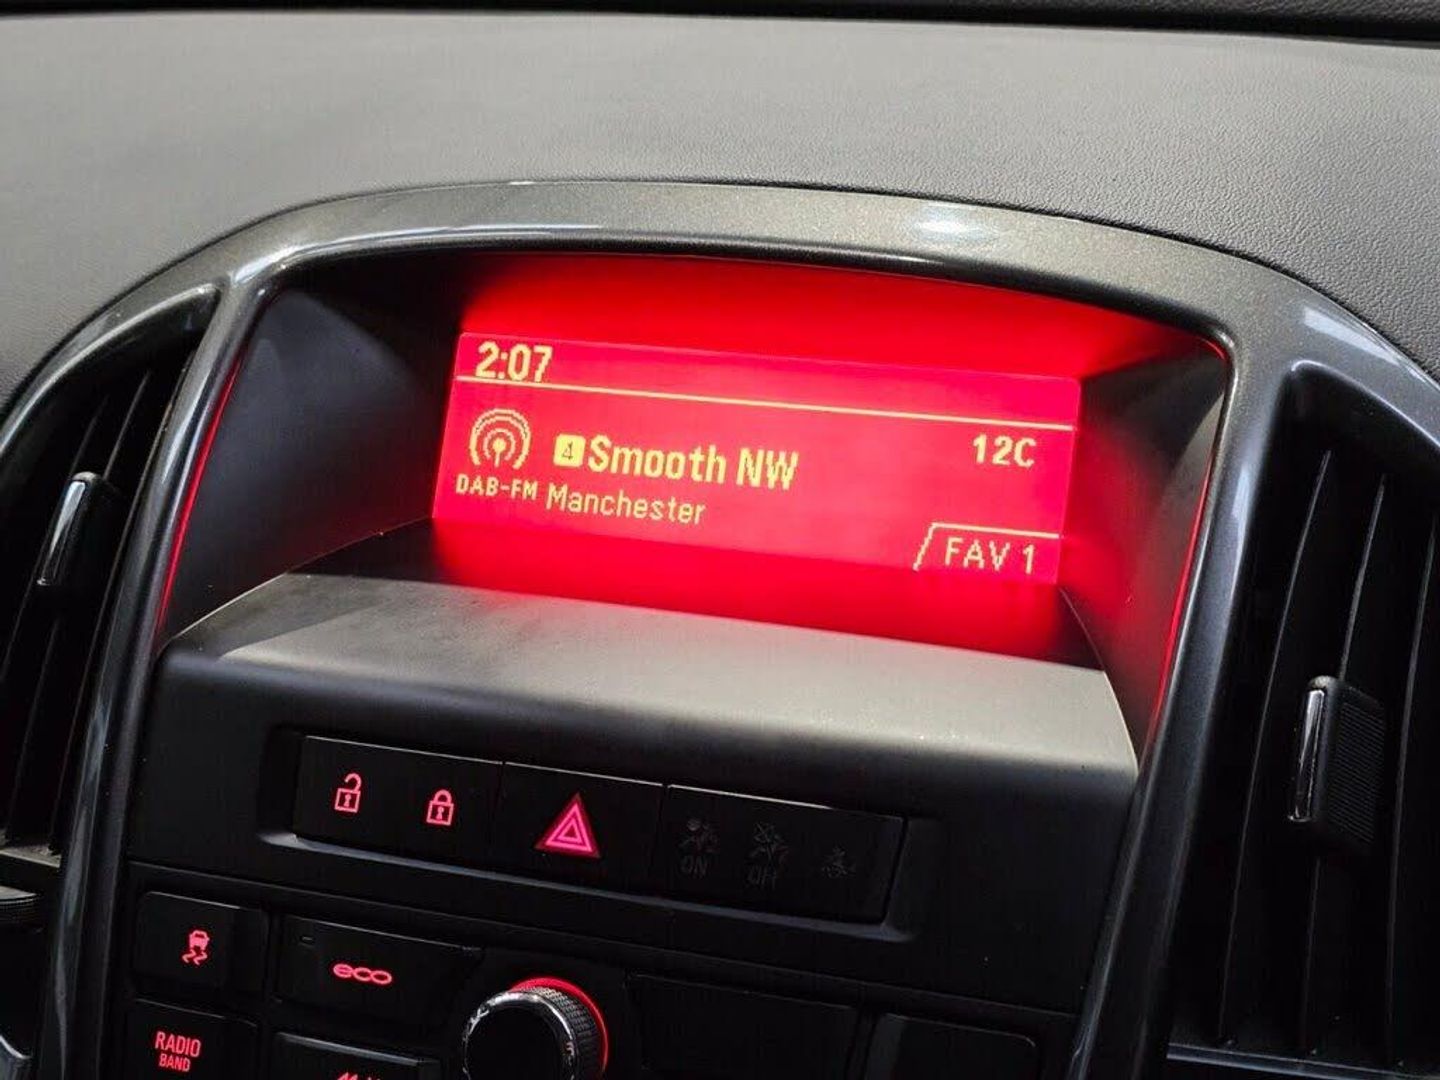 2:07
12C
4 Smooth NW
DAB-FM Manchester
FAV 1
ON
OFF
eco
RADIO
BAND